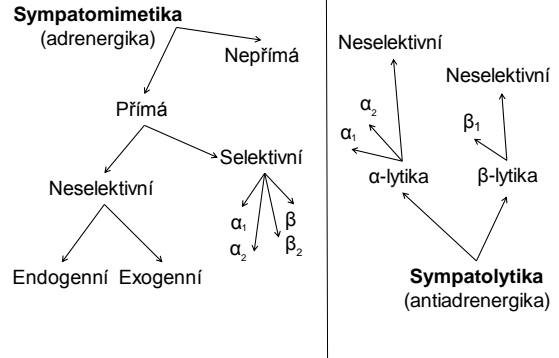 Sympatomimetika
(adrenergika)
Nepřímá
Přímá
Selektivní
Neselektivní
α₁
β
α₂
β₂
Endogenní
Exogenní
Neselektivní
Neselektivní
α₂
α₁
β₁
α-lytika
β-lytika
Sympatolytika
(antiadrenergika)